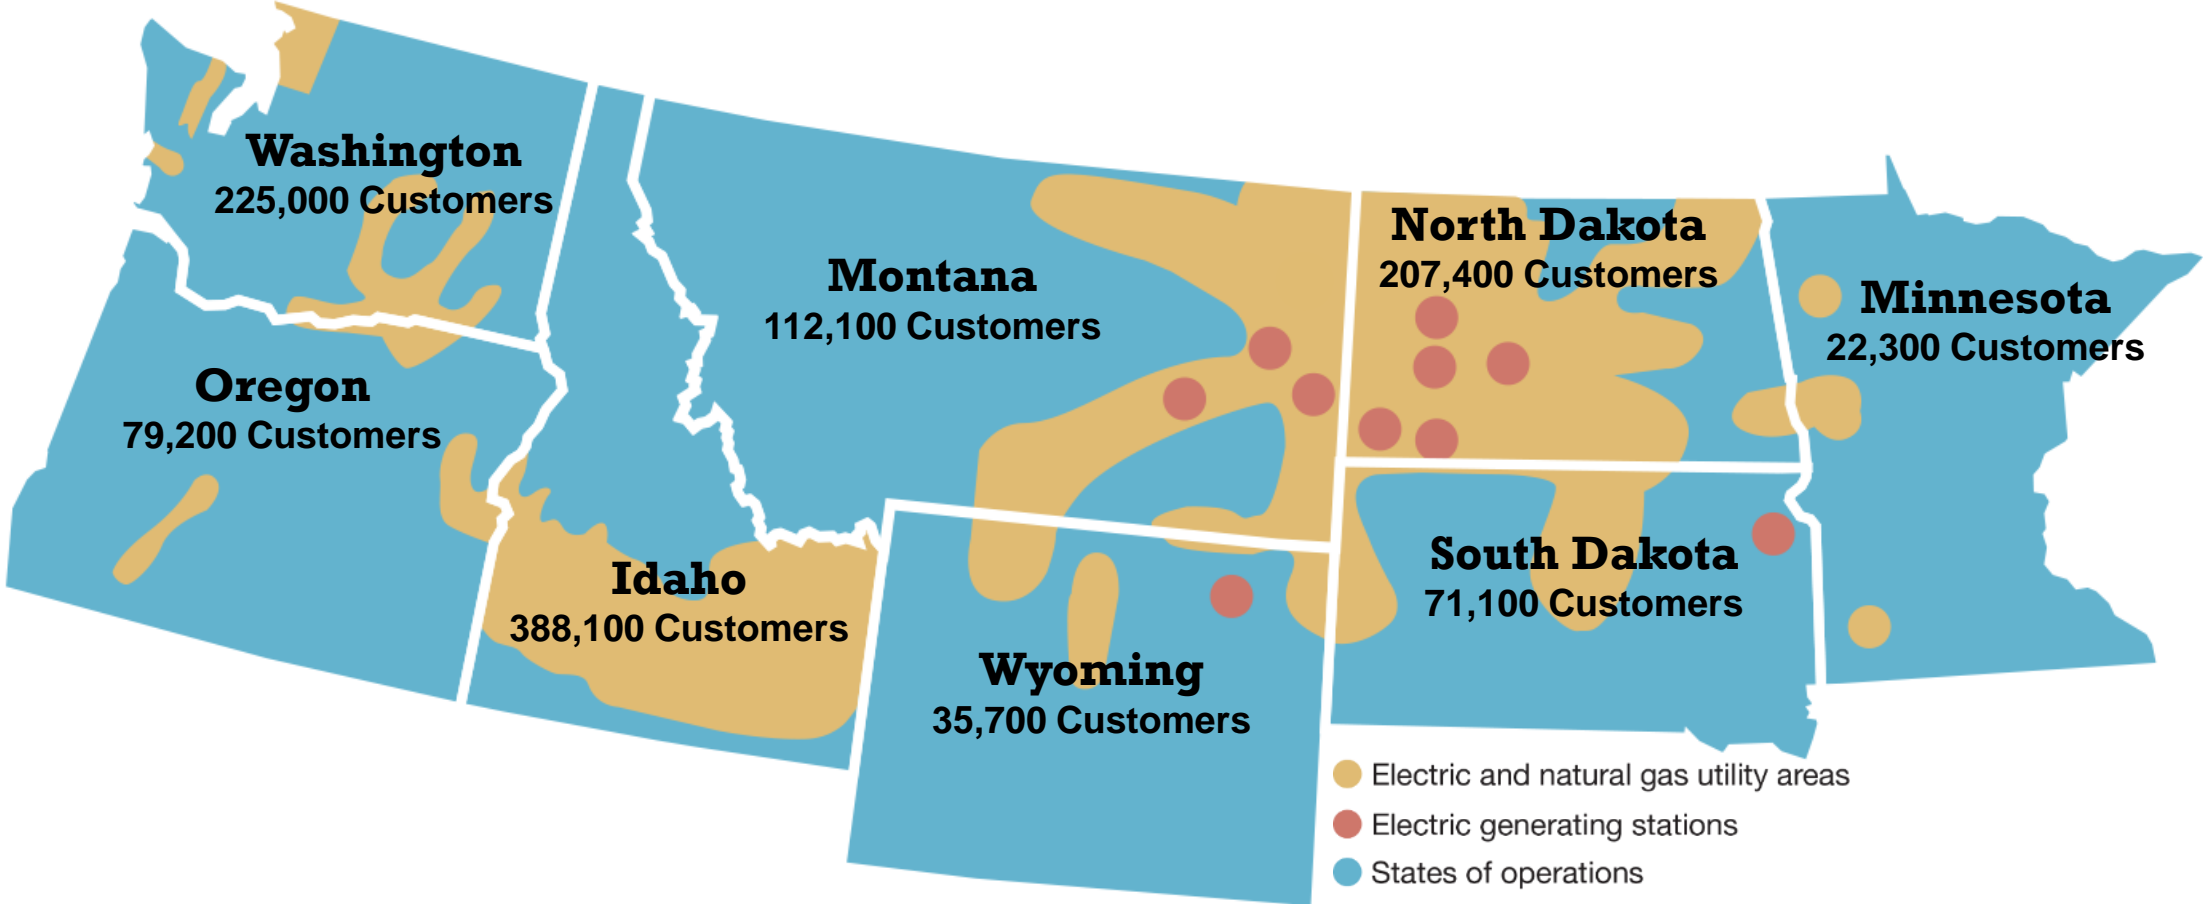 Washington
225,000 Customers
Oregon
79,200 Customers
Idaho
388,100 Customers
Montana
112,100 Customers
Wyoming
35,700 Customers
North Dakota
207,400 Customers
South Dakota
71,100 Customers
Minnesota
22,300 Customers
Electric and natural gas utility areas
Electric generating stations
States of operations